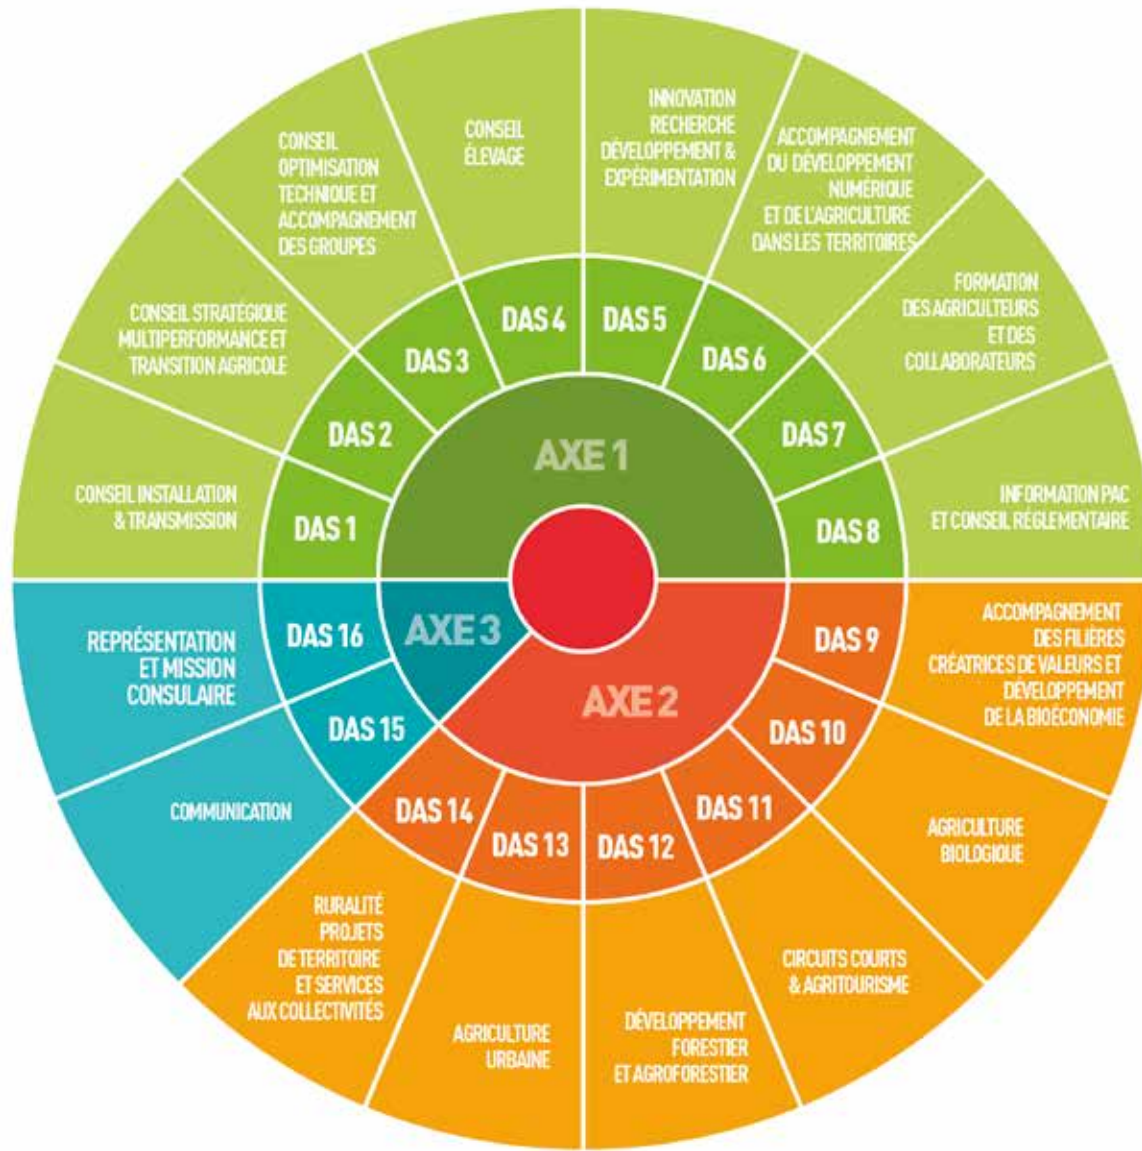 AXE 1
DAS 1
CONSEIL INSTALLATION
& TRANSMISSION
DAS 2
CONSEIL STRATÉGIQUE
MULTIPERFORMANCE ET
TRANSITION AGRICOLE
DAS 3
CONSEIL
OPTIMISATION
TECHNIQUE ET
ACCOMPAGNEMENT
DES GROUPES
DAS 4
CONSEIL
ÉLEVAGE
DAS 5
INNOVATION
RECHERCHE
DÉVELOPPEMENT &
EXPÉRIMENTATION
DAS 6
ACCOMPAGNEMENT
DU DÉVELOPPEMENT
NUMÉRIQUE
ET DE L'AGRICULTURE
DANS LES TERRITOIRES
DAS 7
FORMATION
DES AGRICULTEURS
ET DES
COLLABORATEURS
DAS 8
INFORMATION PAC
ET CONSEIL RÉGLEMENTAIRE
AXE 2
DAS 9
ACCOMPAGNEMENT
DES FILIÈRES
CRÉATRICES DE VALEURS ET
DÉVELOPPEMENT
DE LA BIOÉCONOMIE
DAS 10
AGRICULTURE
BIOLOGIQUE
DAS 11
CIRCUITS COURTS
& AGRITOURISME
DAS 12
DÉVELOPPEMENT
FORESTIER
ET AGROFORESTIER
DAS 13
AGRICULTURE
URBAINE
DAS 14
RURALITÉ
PROJETS
DE TERRITOIRE
ET SERVICES
AUX COLLECTIVITÉS
AXE 3
DAS 15
COMMUNICATION
DAS 16
REPRÉSENTATION
ET MISSION
CONSULAIRE